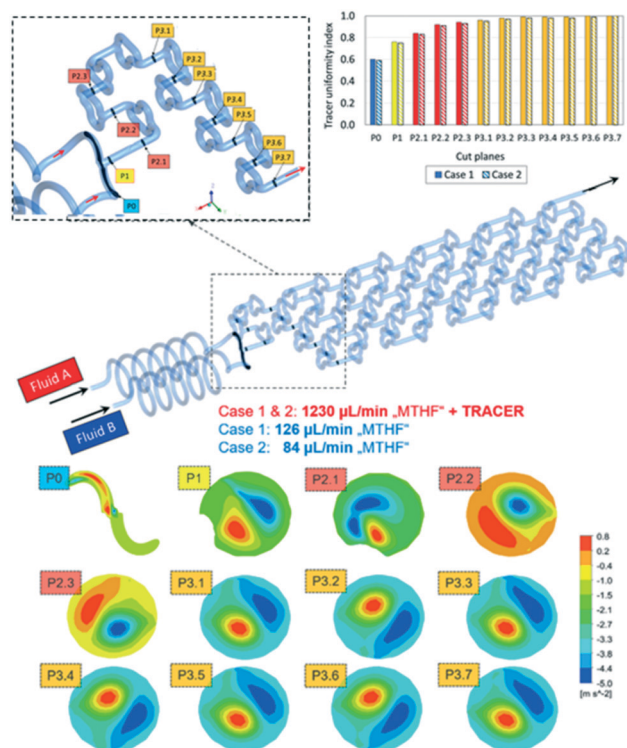 P3.1
P3.2
P3.3
P3.4
P3.5
P3.6
P3.7
P2.3
P2.2
P2.1
P1
P0
Tracer uniformity index
1.0
0.8
0.6
0.4
0.2
0.0
P0 P1 P2.1 P2.2 P2.3 P3.1 P3.2 P3.3 P3.4 P3.5 P3.6 P3.7
Cut planes
Case 1 Case 2
Fluid A
Fluid B
Case 1 & 2: 1230 µL/min „MTHF“ + TRACER
Case 1: 126 µL/min „MTHF“
Case 2: 84 µL/min „MTHF“
P0 P1 P2.1 P2.2
P2.3 P3.1 P3.2 P3.3
P3.4 P3.5 P3.6 P3.7
0.8
0.2
-0.4
-1.0
-1.5
-2.1
-2.7
-3.3
-3.8
-4.4
-5.0
[m s^-2]